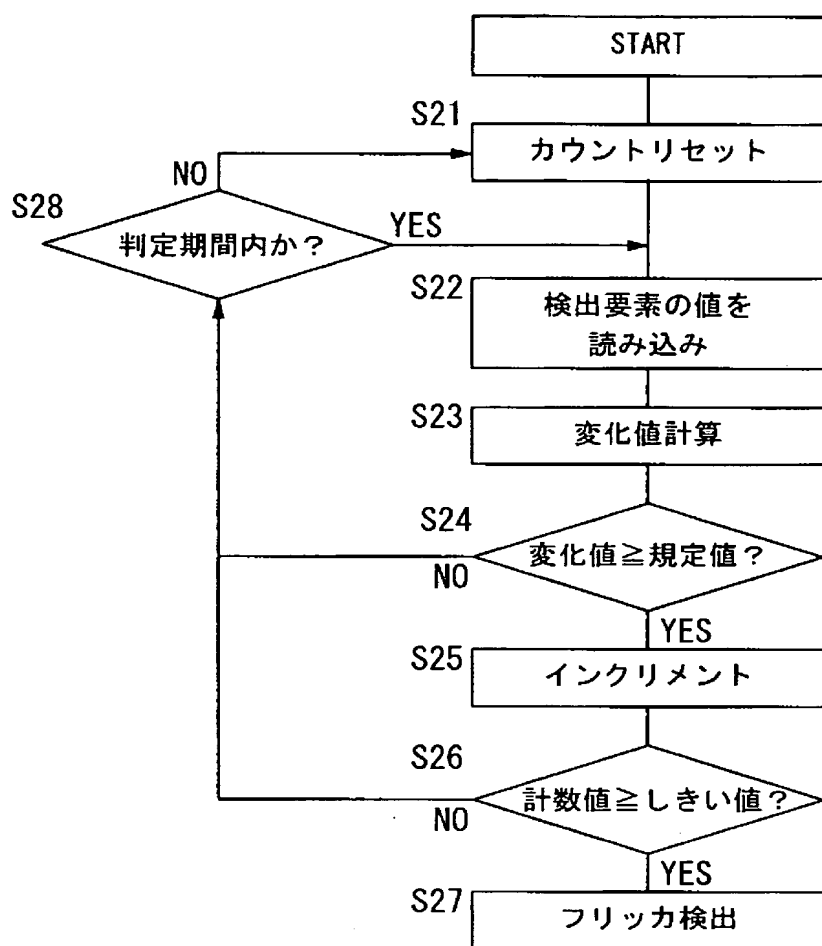 START
S21
カウントリセット
NO
S28
判定期間内か？
YES
S22
検出要素の値を
読み込み
S23
変化値計算
S24
変化値≧規定値？
NO
YES
S25
インクリメント
S26
計数値≧しきい値？
NO
YES
S27
フリッカ検出